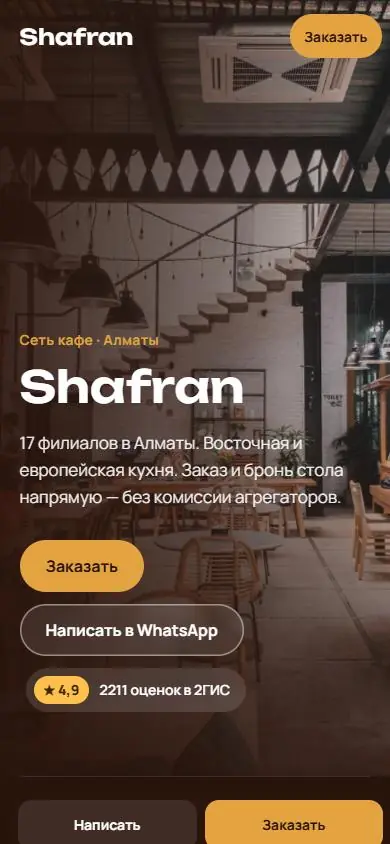 Shafran
Заказать
Сеть кафе · Алматы
Shafran
17 филиалов в Алматы. Восточная и
европейская кухня. Заказ и бронь стола
напрямую — без комиссии агрегаторов.
Заказать
Написать в WhatsApp
★ 4,9 2211 оценок в 2ГИС
Написать Заказать
TOILET